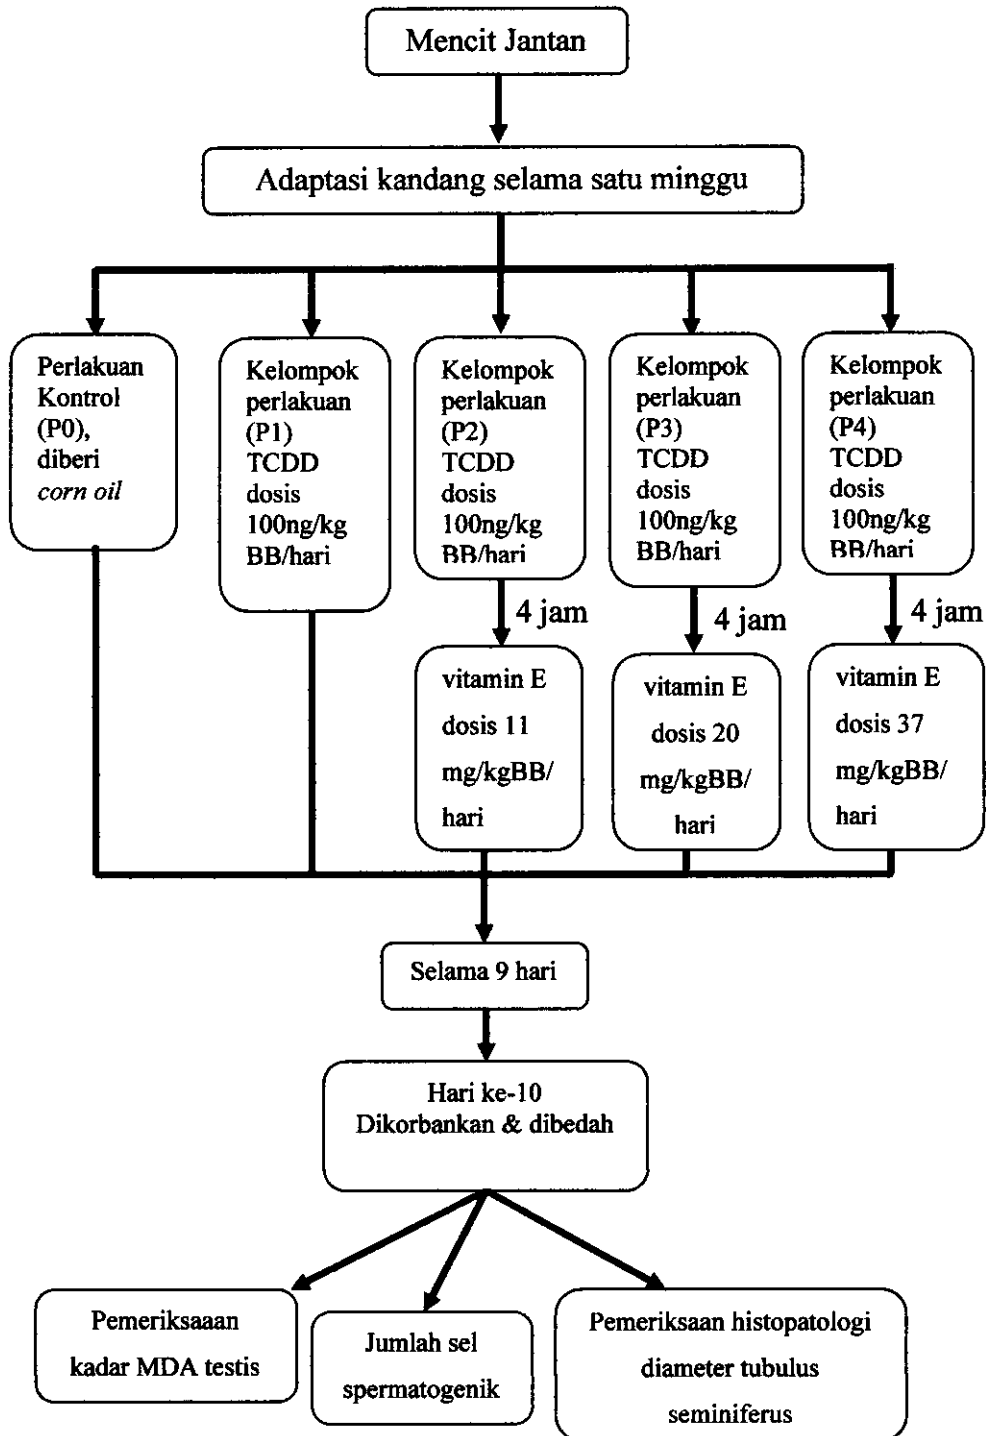 Mencit Jantan
Adaptasi kandang selama satu minggu
Perlakuan
Kontrol
(P0),
diberi
corn oil
Kelompok
perlakuan
(P1)
TCDD
dosis
100ng/kg
BB/hari
Kelompok
perlakuan
(P2)
TCDD
dosis
100ng/kg
BB/hari
Kelompok
perlakuan
(P3)
TCDD
dosis
100ng/kg
BB/hari
Kelompok
perlakuan
(P4)
TCDD
dosis
100ng/kg
BB/hari
4 jam
4 jam
4 jam
vitamin E
dosis 11
mg/kgBB/
hari
vitamin E
dosis 20
mg/kgBB/
hari
vitamin E
dosis 37
mg/kgBB/
hari
Selama 9 hari
Hari ke-10
Dikorbankan & dibedah
Pemeriksaaan
kadar MDA testis
Jumlah sel
spermatogenik
Pemeriksaan histopatologi
diameter tubulus
seminiferus